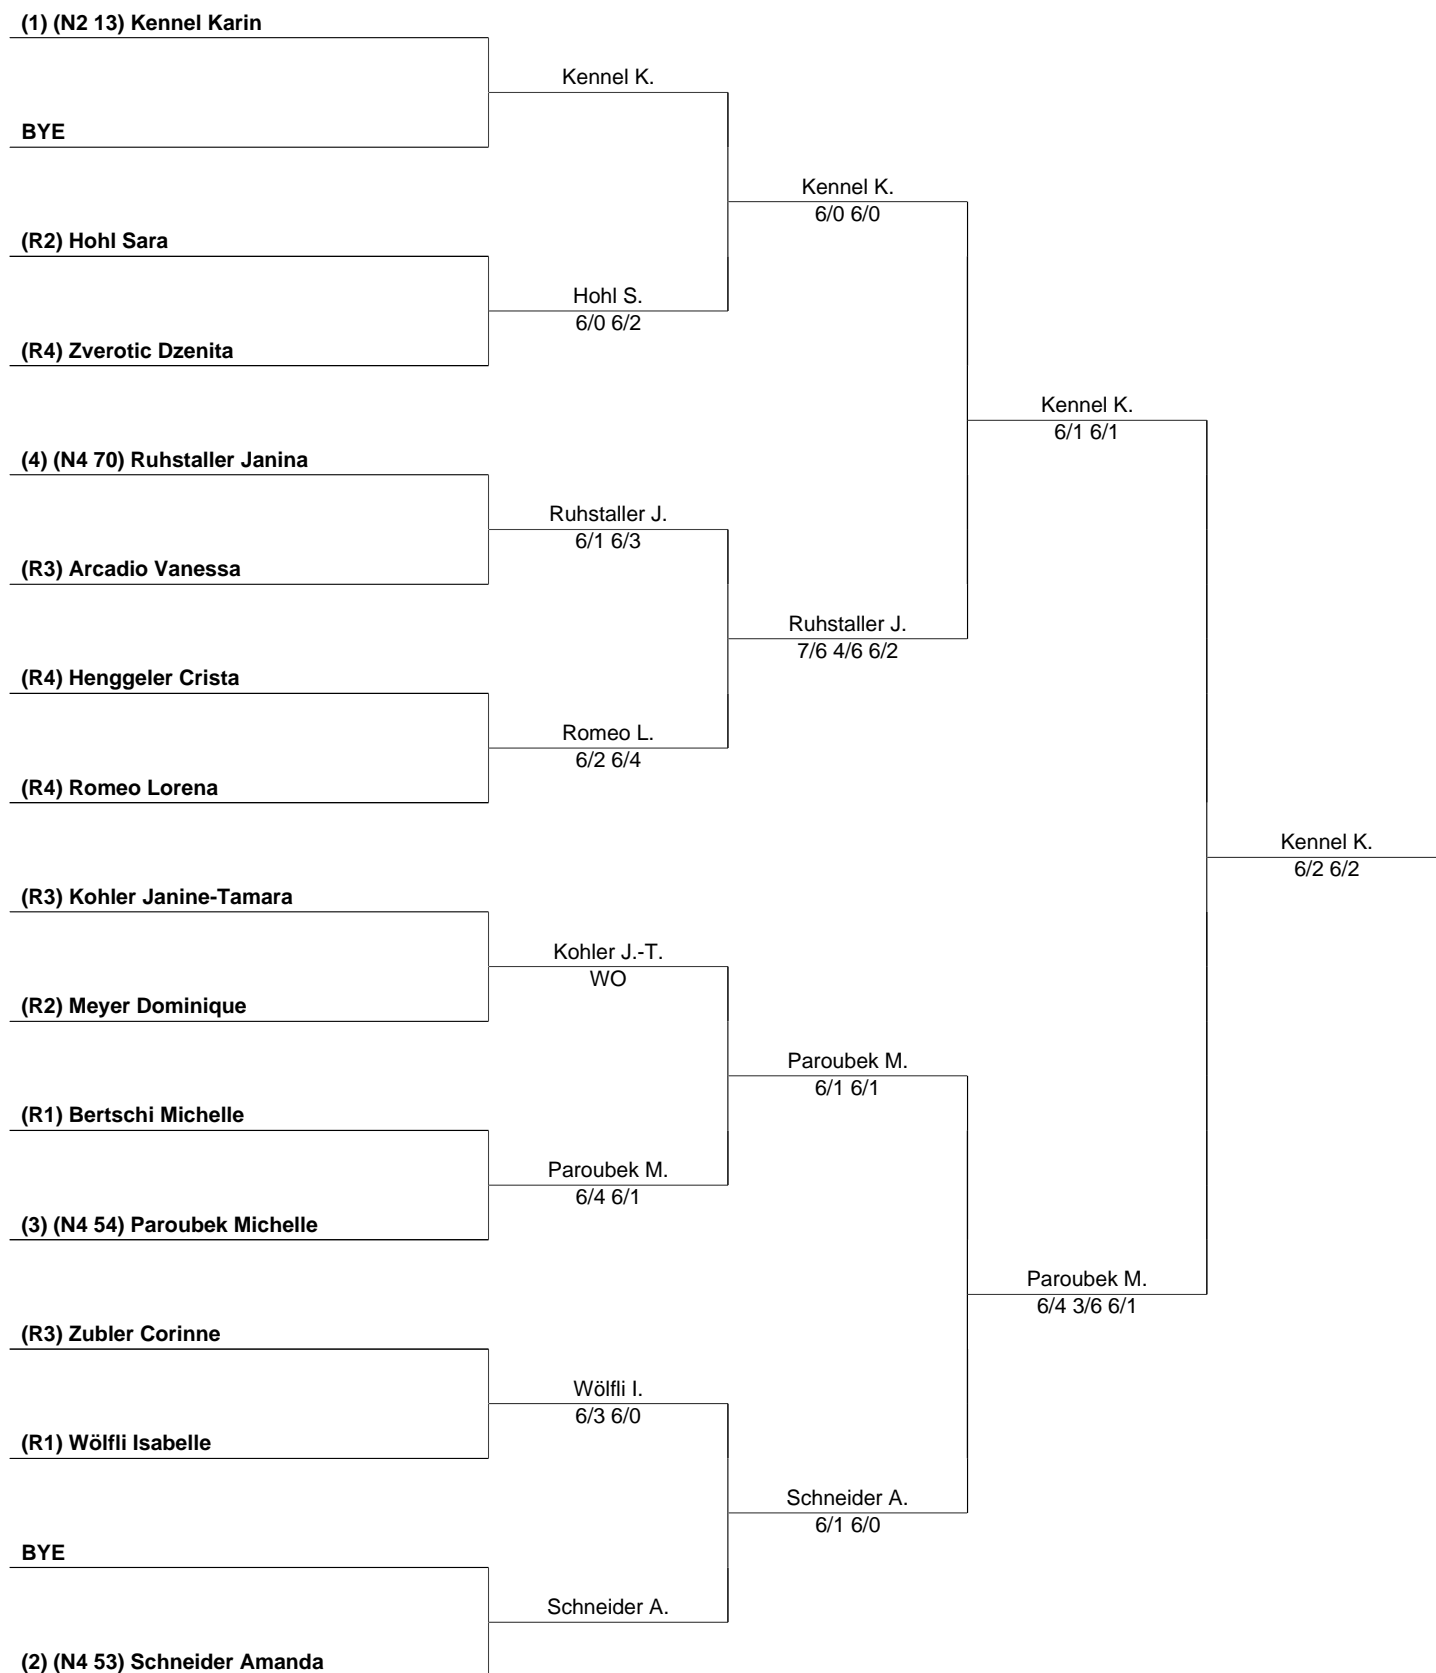 (1) (N2 13) Kennel Karin
Kennel K.
BYE
Kennel K.
6/0 6/0
(R2) Hohl Sara
Hohl S.
6/0 6/2
(R4) Zverotic Dzenita
Kennel K.
6/1 6/1
(4) (N4 70) Ruhstaller Janina
Ruhstaller J.
6/1 6/3
(R3) Arcadio Vanessa
Ruhstaller J.
7/6 4/6 6/2
(R4) Henggeler Crista
Romeo L.
6/2 6/4
(R4) Romeo Lorena
Kennel K.
6/2 6/2
(R3) Kohler Janine-Tamara
Kohler J.-T.
WO
(R2) Meyer Dominique
Paroubek M.
6/1 6/1
(R1) Bertschi Michelle
Paroubek M.
6/4 6/1
(3) (N4 54) Paroubek Michelle
Paroubek M.
6/4 3/6 6/1
(R3) Zubler Corinne
Wölfli I.
6/3 6/0
(R1) Wölfli Isabelle
Schneider A.
6/1 6/0
BYE
Schneider A.
(2) (N4 53) Schneider Amanda